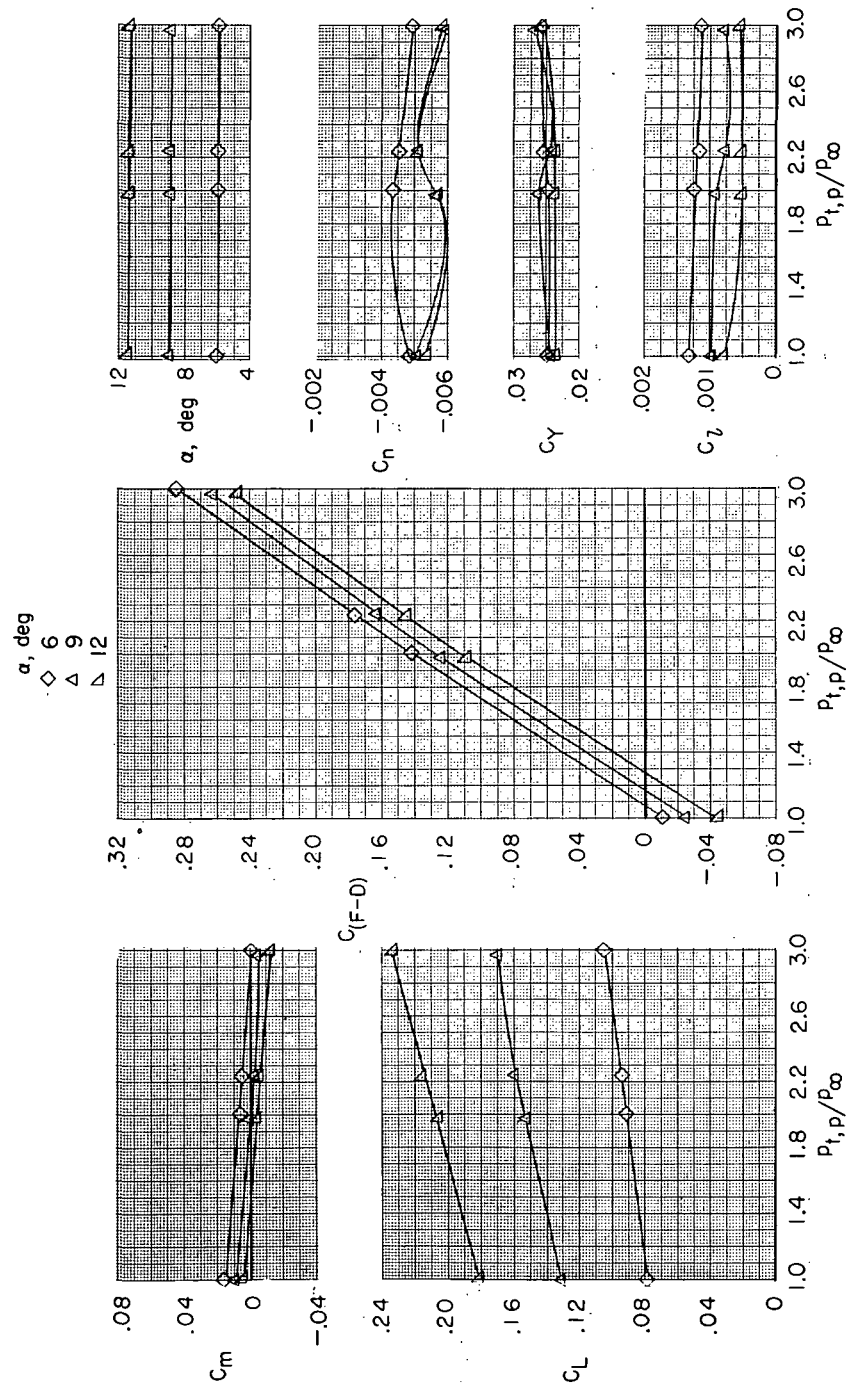 α, deg
◇ 6
△ 9
▷ 12
.08
.04
0
-.04
C_m
.24
.20
.16
.12
.08
.04
0
C_L
1.0 1.4 1.8 2.2 2.6 3.0
p_t,p/p_∞
.32
.28
.24
.20
.16
.12
.08
.04
0
-.04
-.08
C_(F-D)
1.0 1.4 1.8 2.2 2.6 3.0
p_t,p/p_∞
12
8
4
α, deg
-.002
-.004
-.006
C_n
.03
.02
C_Y
.002
.001
0
C_l
1.0 1.4 1.8 2.2 2.6 3.0
p_t,p/p_∞